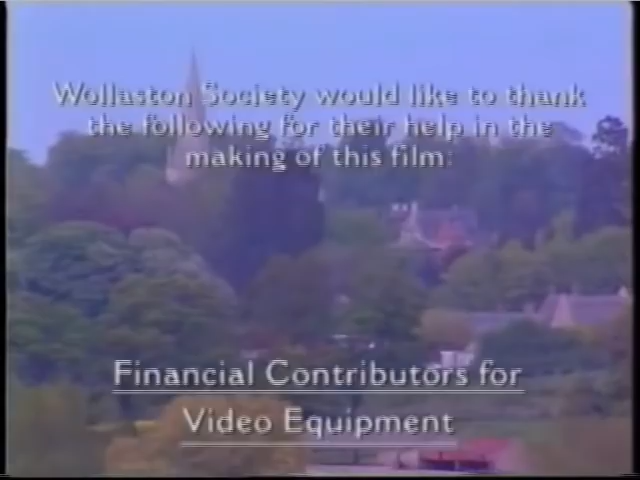 Wollaston Society would like to thank
the following for their help in the
making of this film:
Financial Contributors for
Video Equipment